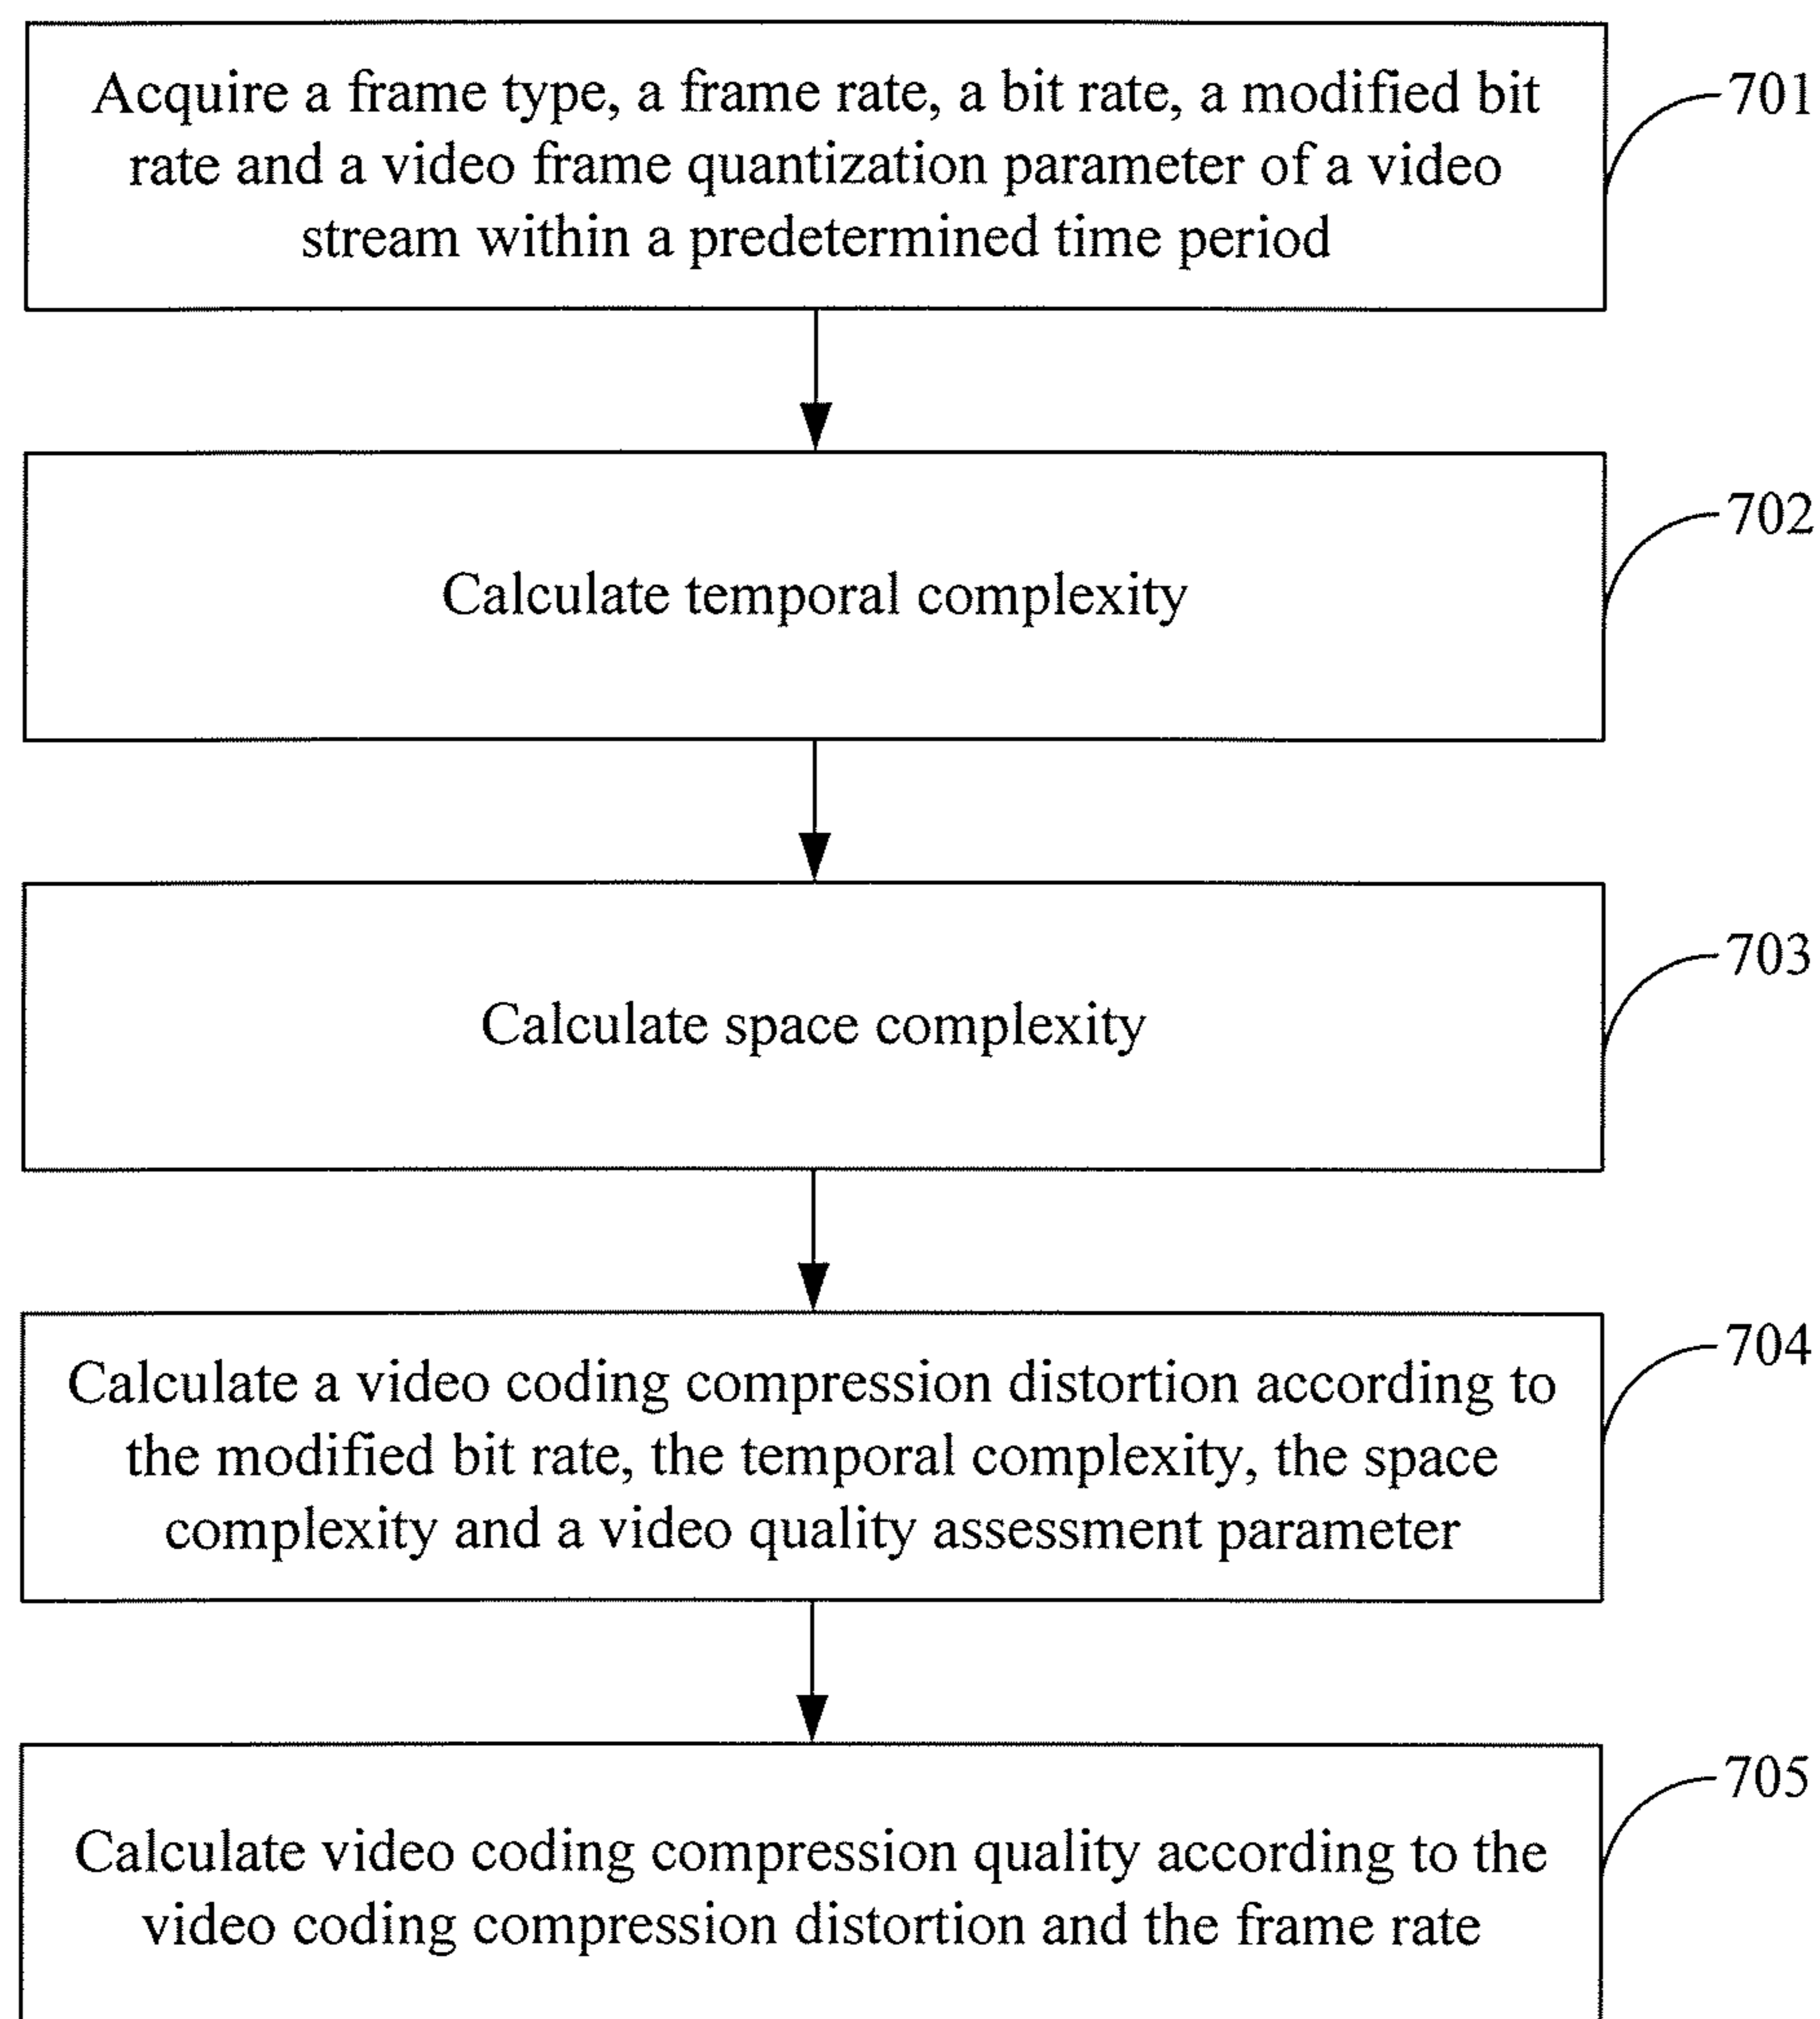 Acquire a frame type, a frame rate, a bit rate, a modified bit
rate and a video frame quantization parameter of a video
stream within a predetermined time period
701
Calculate temporal complexity
702
Calculate space complexity
703
Calculate a video coding compression distortion according to
the modified bit rate, the temporal complexity, the space
complexity and a video quality assessment parameter
704
Calculate video coding compression quality according to the
video coding compression distortion and the frame rate
705